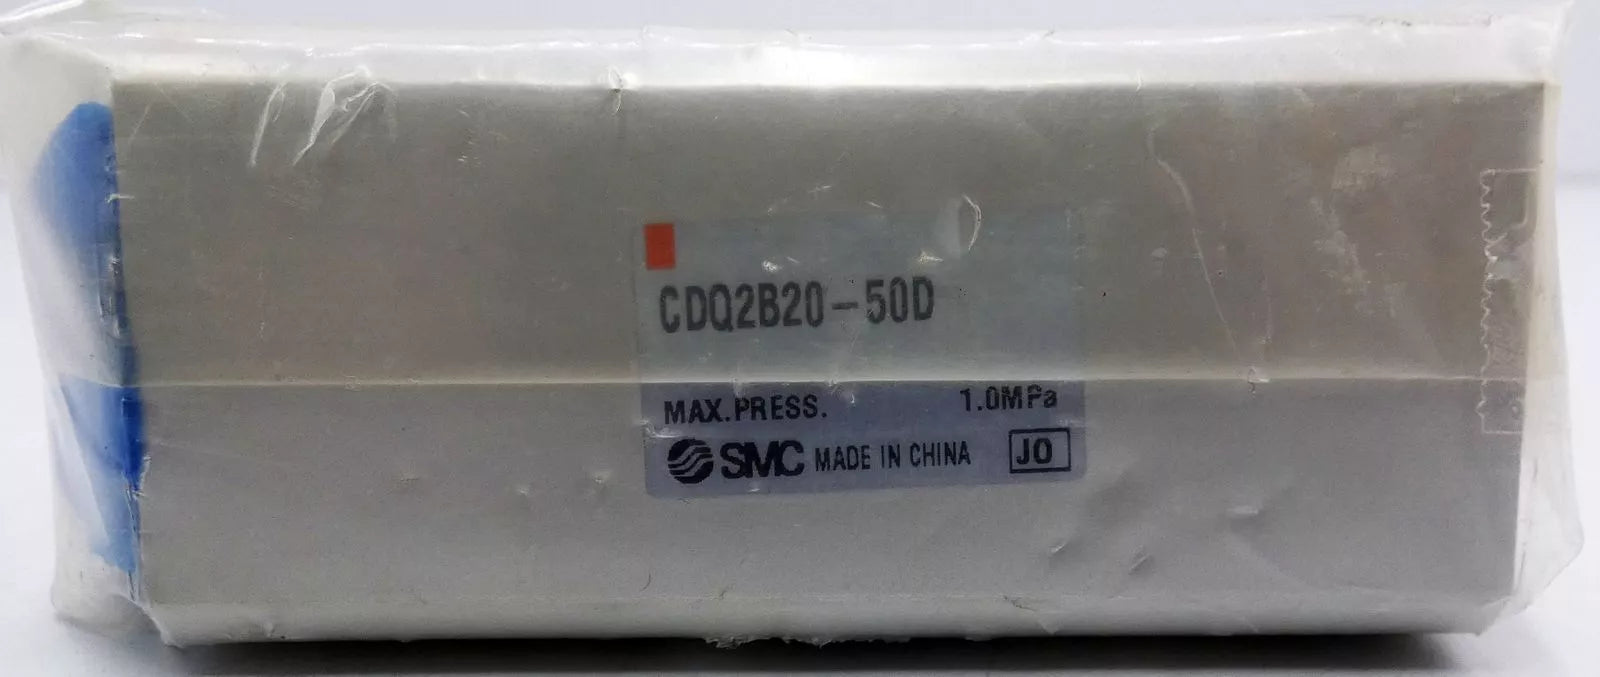 CDQ2B20-50D
MAX.PRESS. 1.0MPa
SMC MADE IN CHINA JO